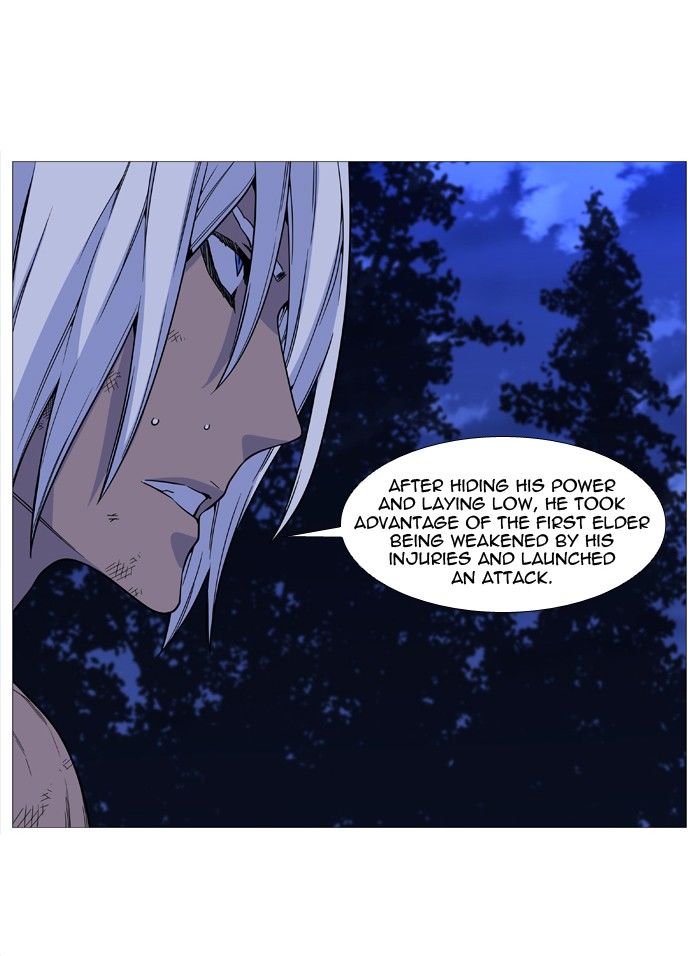 AFTER HIDING HIS POWER
AND LAYING LOW, HE TOOK
ADVANTAGE OF THE FIRST ELDER
BEING WEAKENED BY HIS
INJURIES AND LAUNCHED
AN ATTACK.